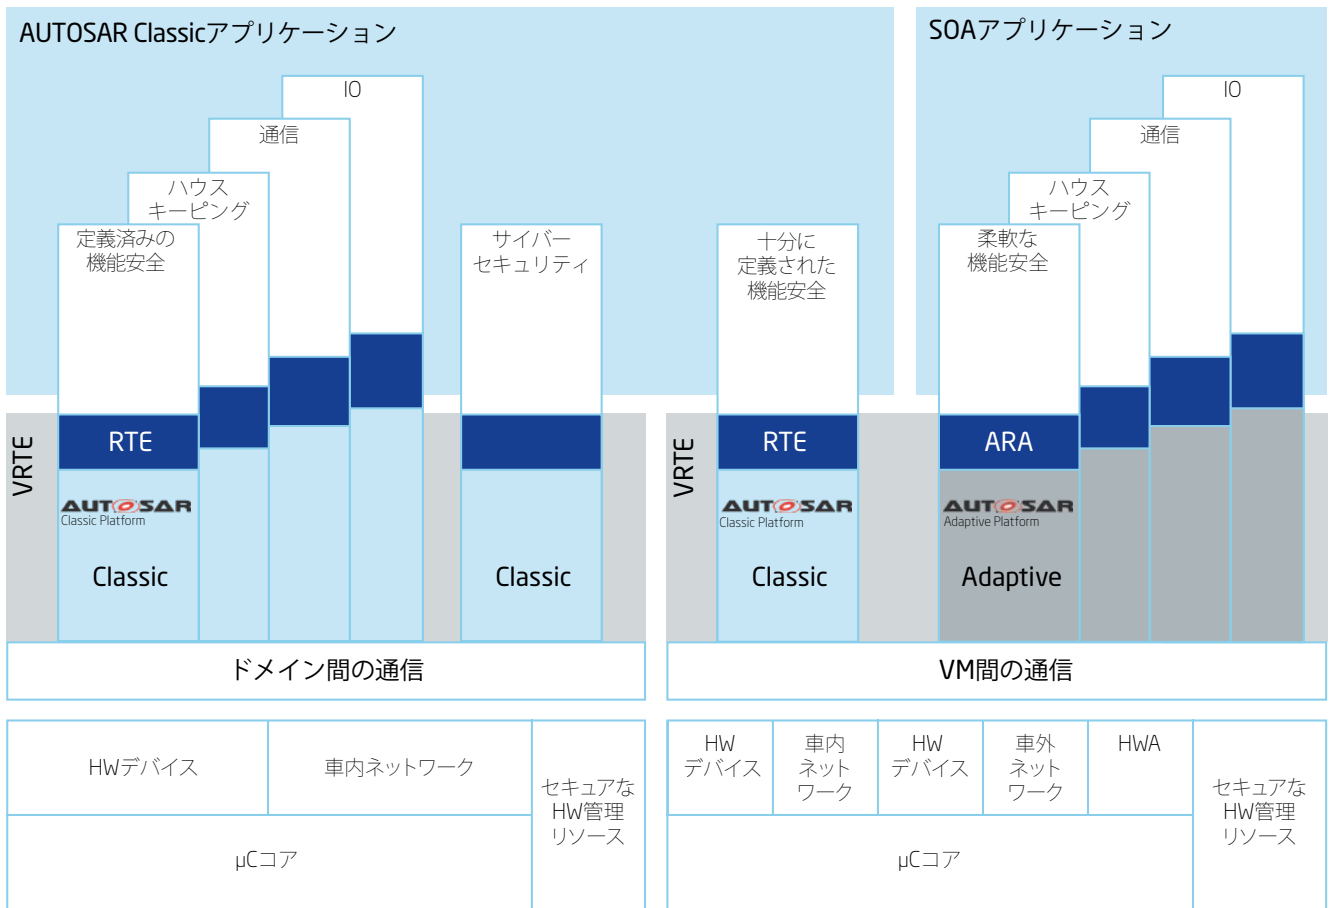 AUTOSAR Classicアプリケーション
SOAアプリケーション
IO
通信
ハウス
キーピング
定義済みの
機能安全
サイバー
セキュリティ
十分に
定義された
機能安全
IO
通信
ハウス
キーピング
柔軟な
機能安全
VRTE
RTE
AUTOSAR
Classic Platform
Classic
Classic
VRTE
RTE
AUTOSAR
Classic Platform
Classic
ARA
AUTOSAR
Adaptive Platform
Adaptive
ドメイン間の通信
VM間の通信
HWデバイス
車内ネットワーク
セキュアな
HW管理
リソース
µCコア
HW
デバイス
車内
ネット
ワーク
HW
デバイス
車外
ネット
ワーク
HWA
セキュアな
HW管理
リソース
µCコア